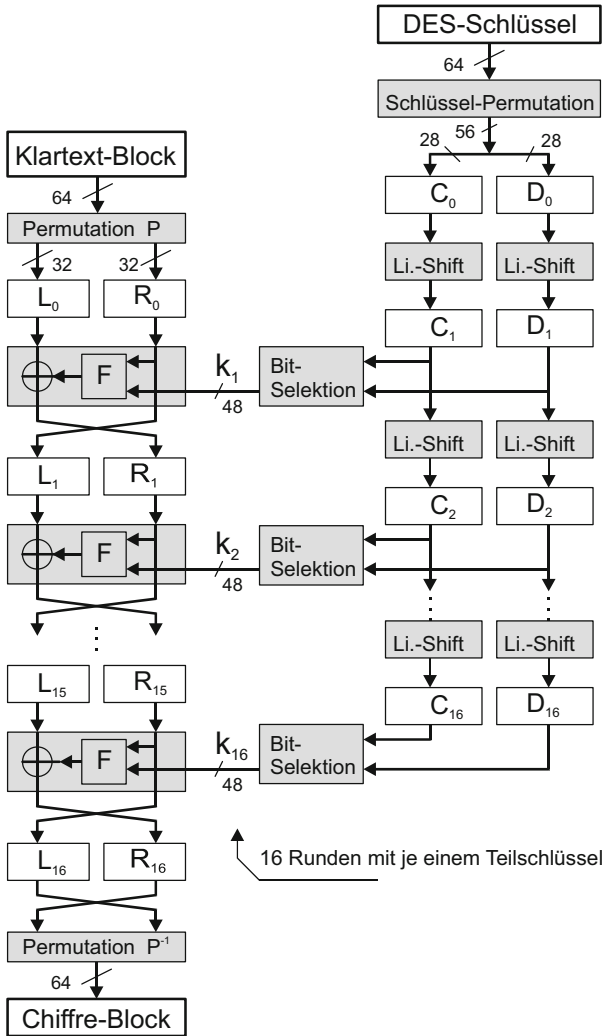 DES-Schlüssel
64
Schlüssel-Permutation
56
28 28
C₀ D₀
Li.-Shift Li.-Shift
C₁ D₁
Li.-Shift Li.-Shift
C₂ D₂
Li.-Shift Li.-Shift
C₁₆ D₁₆
Klartext-Block
64
Permutation P
32 32
L₀ R₀
F
k₁
48
Bit-
Selektion
L₁ R₁
F
k₂
48
Bit-
Selektion
L₁₅ R₁₅
F
k₁₆
48
Bit-
Selektion
L₁₆ R₁₆
16 Runden mit je einem Teilschlüssel
Permutation P⁻¹
64
Chiffre-Block